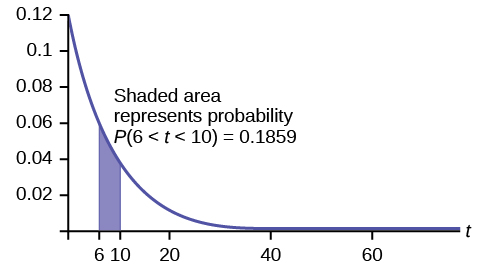 0.12
0.1
0.08
0.06
0.04
0.02
Shaded area
represents probability
P(6 < t < 10) = 0.1859
6 10 20 40 60
t